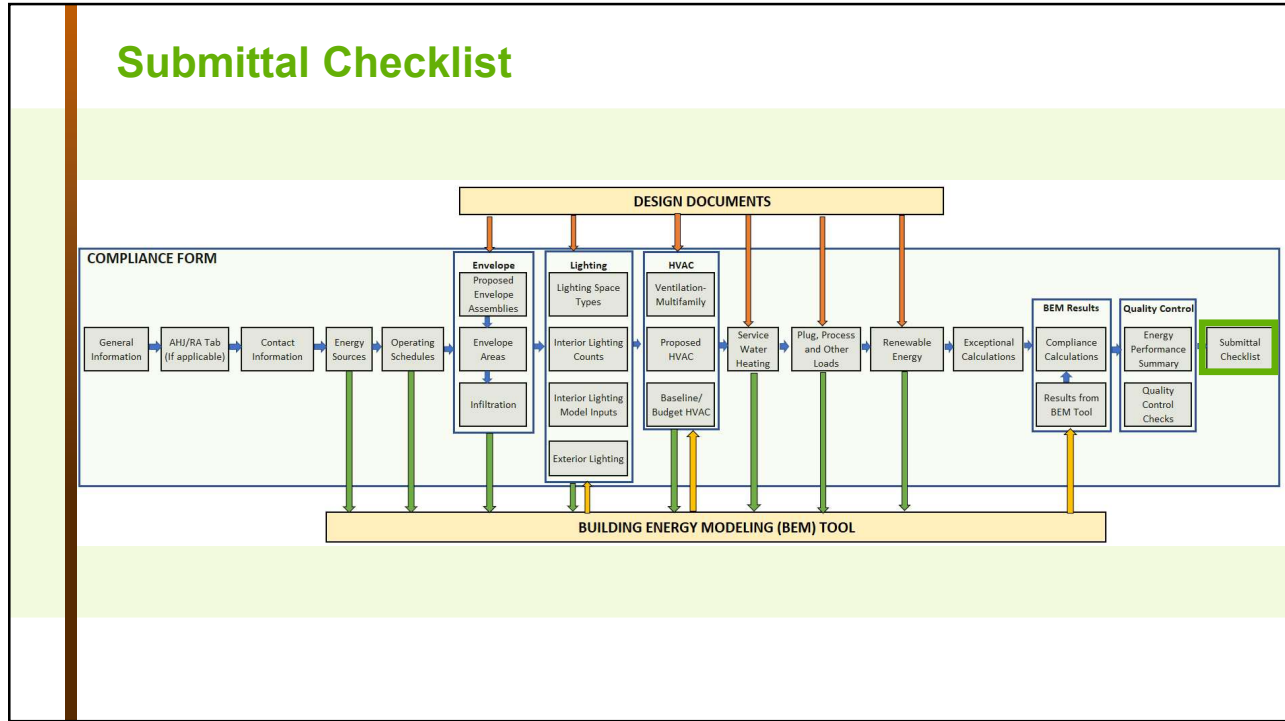 Submittal Checklist
DESIGN DOCUMENTS
COMPLIANCE FORM
General
Information
AHJ/RA Tab
(If applicable)
Contact
Information
Energy
Sources
Operating
Schedules
Envelope
Proposed
Envelope
Assemblies
Envelope
Areas
Infiltration
Lighting
Lighting Space
Types
Interior Lighting
Counts
Interior Lighting
Model Inputs
Exterior Lighting
HVAC
Ventilation-
Multifamily
Proposed
HVAC
Baseline/
Budget HVAC
Service
Water
Heating
Plug, Process
and Other
Loads
Renewable
Energy
Exceptional
Calculations
BEM Results
Compliance
Calculations
Results from
BEM Tool
Quality Control
Energy
Performance
Summary
Quality
Control
Checks
Submittal
Checklist
BUILDING ENERGY MODELING (BEM) TOOL